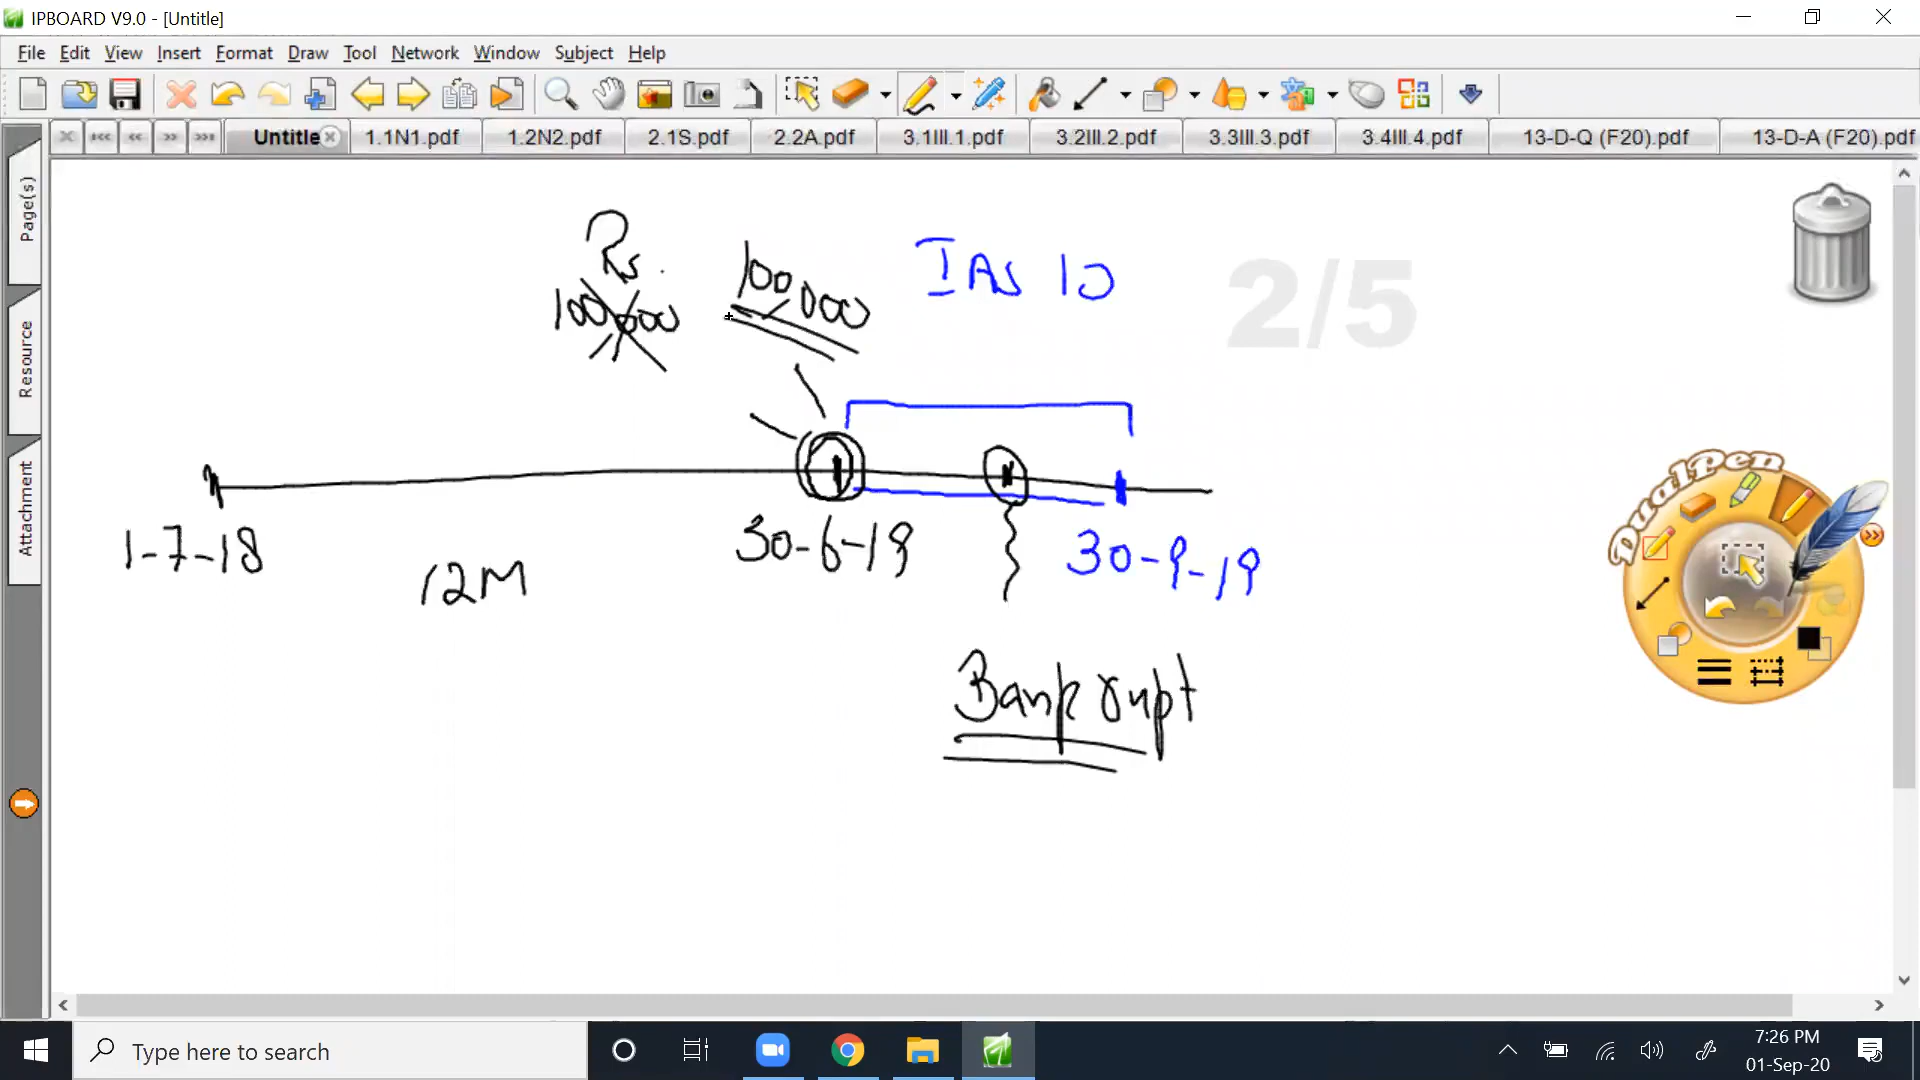 IPBOARD V9.0 - [Untitle]
File Edit View Insert Format Draw Tool Network Window Subject Help
Untitle 1.1N1.pdf 1.2N2.pdf 2.1S.pdf 2.2A.pdf 3.1III.1.pdf 3.2III.2.pdf 3.3III.3.pdf 3.4III.4.pdf 13-D-Q (F20).pdf 13-D-A (F20).pdf
Page(s)
Resource
Attachment
Rs.
100,000
100,000
IAS 10
2/5
1-7-18
12M
30-6-19
30-9-19
Bankrupt
DualPen
Type here to search
7:26 PM
01-Sep-20